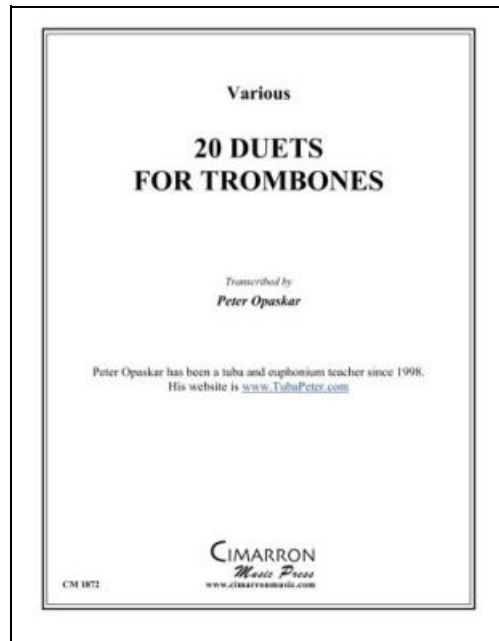 Various
20 DUETS
FOR TROMBONES
Transcribed by
Peter Opaskar
Peter Opaskar has been a tuba and euphonium teacher since 1998.
His website is www.TubaPeter.com
CIMARRON
Music Press
CM 1872
www.cimarronmusic.com